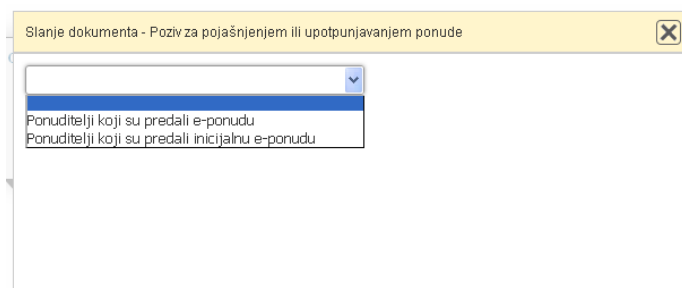 Slanje dokumenta - Poziv za pojašnjenjem ili upotpunjavanjem ponude
Ponuditelji koji su predali e-ponudu
Ponuditelji koji su predali inicijalnu e-ponudu